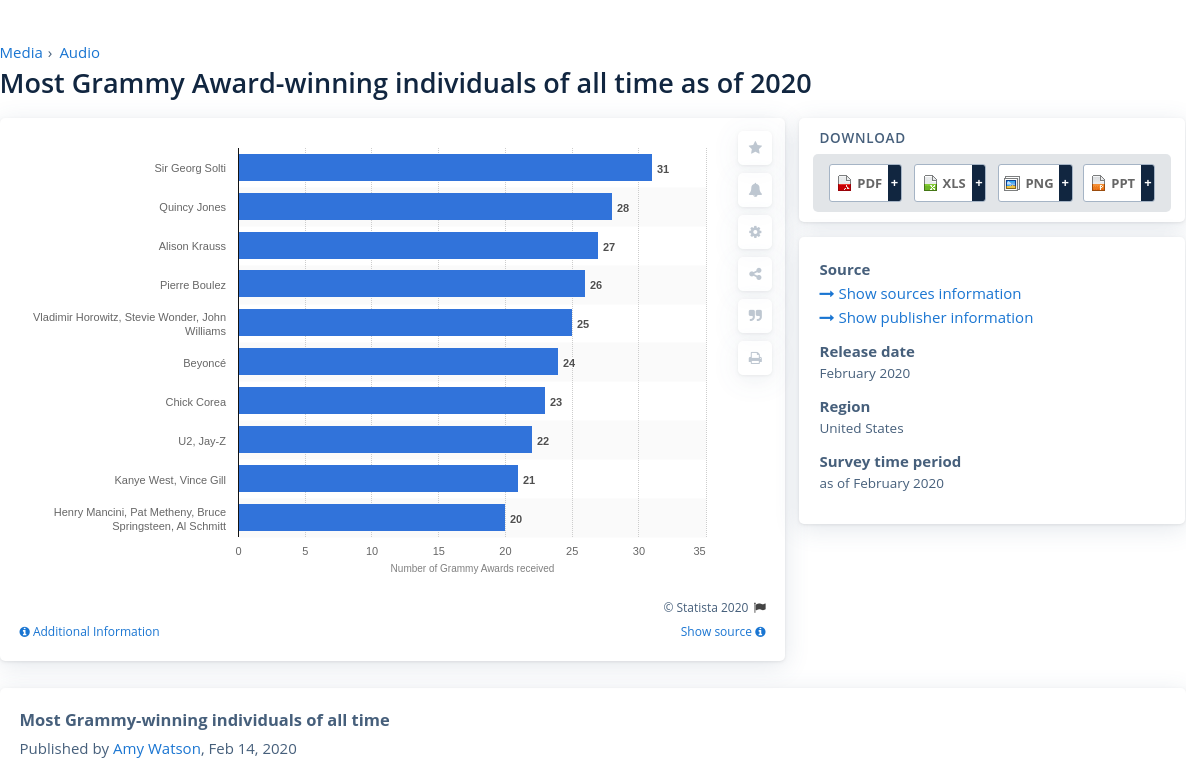 Media › Audio
Most Grammy Award-winning individuals of all time as of 2020
Sir Georg Solti
31
Quincy Jones
28
Alison Krauss
27
Pierre Boulez
26
Vladimir Horowitz, Stevie Wonder, John
Williams
25
Beyoncé
24
Chick Corea
23
U2, Jay-Z
22
Kanye West, Vince Gill
21
Henry Mancini, Pat Metheny, Bruce
Springsteen, Al Schmitt
20
0 5 10 15 20 25 30 35
Number of Grammy Awards received
© Statista 2020
Additional Information
Show source
DOWNLOAD
PDF + XLS + PNG + PPT +
Source
Show sources information
Show publisher information
Release date
February 2020
Region
United States
Survey time period
as of February 2020
Most Grammy-winning individuals of all time
Published by Amy Watson, Feb 14, 2020